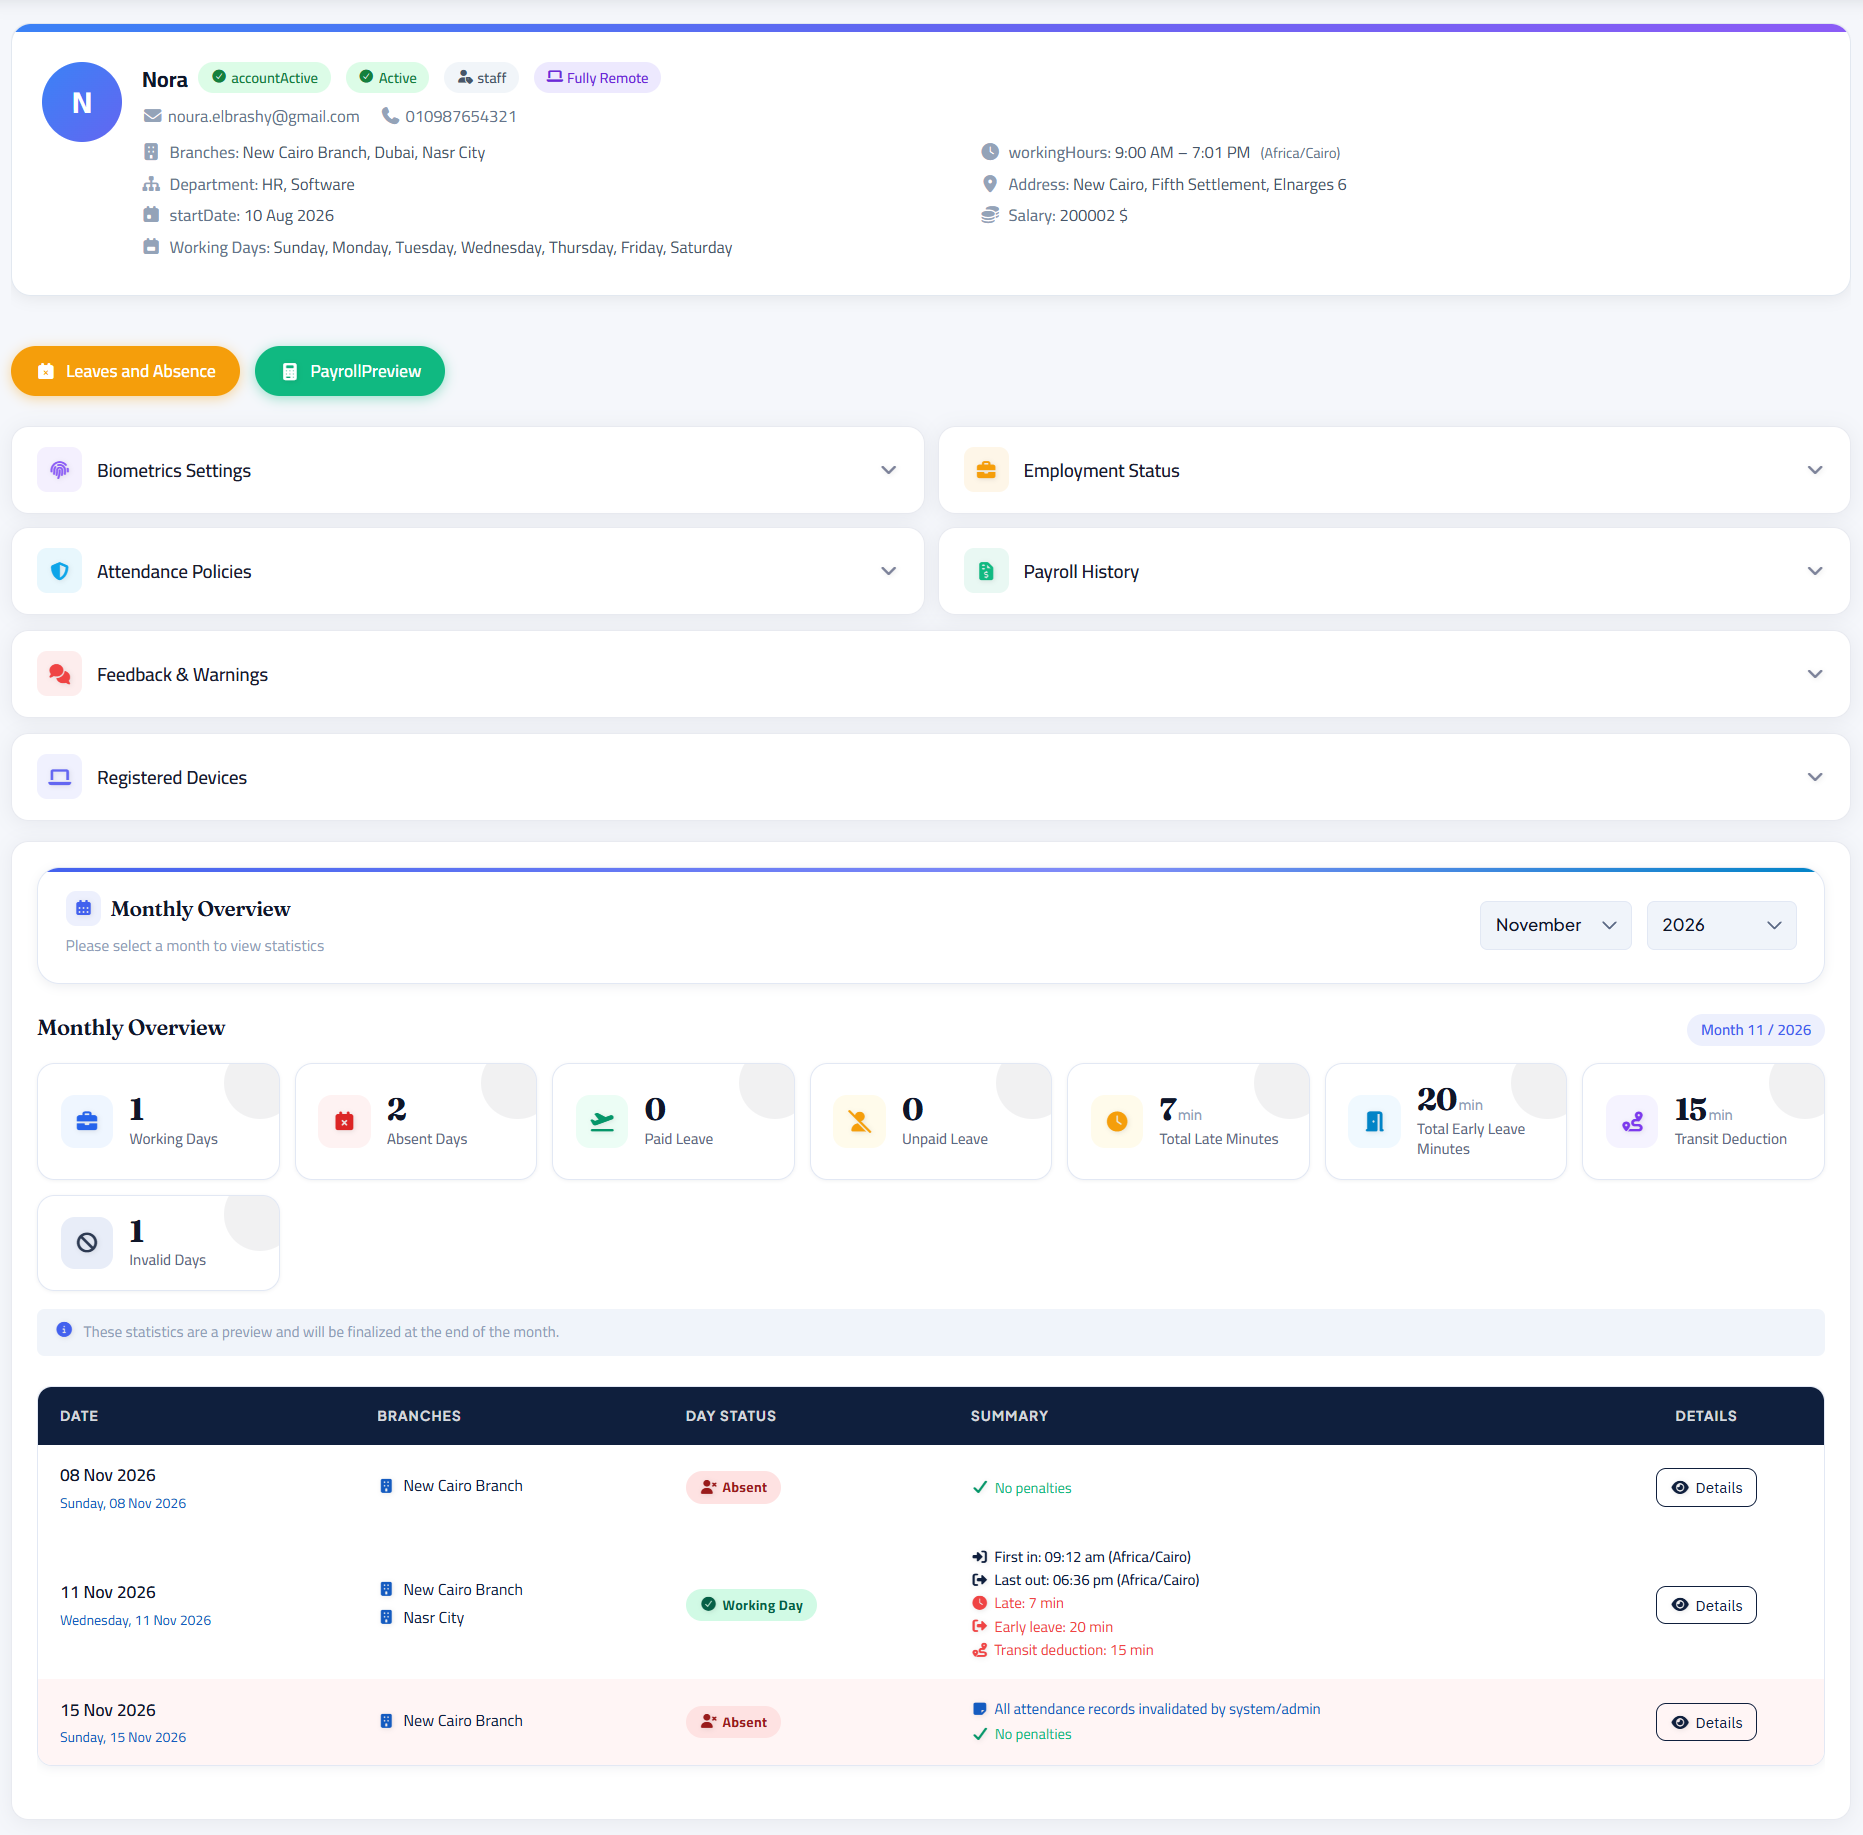 N
Nora
accountActive
Active
staff
Fully Remote
noura.elbrashy@gmail.com
010987654321
Branches: New Cairo Branch, Dubai, Nasr City
workingHours: 9:00 AM – 7:01 PM (Africa/Cairo)
Department: HR, Software
Address: New Cairo, Fifth Settlement, Elnarges 6
startDate: 10 Aug 2026
Salary: 200002 $
Working Days: Sunday, Monday, Tuesday, Wednesday, Thursday, Friday, Saturday
Leaves and Absence
PayrollPreview
Biometrics Settings
Employment Status
Attendance Policies
Payroll History
Feedback & Warnings
Registered Devices
Monthly Overview
Please select a month to view statistics
November
2026
Monthly Overview
Month 11 / 2026
1
Working Days
2
Absent Days
0
Paid Leave
0
Unpaid Leave
7 min
Total Late Minutes
20 min
Total Early Leave
Minutes
15 min
Transit Deduction
1
Invalid Days
These statistics are a preview and will be finalized at the end of the month.
DATE
BRANCHES
DAY STATUS
SUMMARY
DETAILS
08 Nov 2026
Sunday, 08 Nov 2026
New Cairo Branch
Absent
No penalties
Details
11 Nov 2026
Wednesday, 11 Nov 2026
New Cairo Branch
Nasr City
Working Day
First in: 09:12 am (Africa/Cairo)
Last out: 06:36 pm (Africa/Cairo)
Late: 7 min
Early leave: 20 min
Transit deduction: 15 min
Details
15 Nov 2026
Sunday, 15 Nov 2026
New Cairo Branch
Absent
All attendance records invalidated by system/admin
No penalties
Details